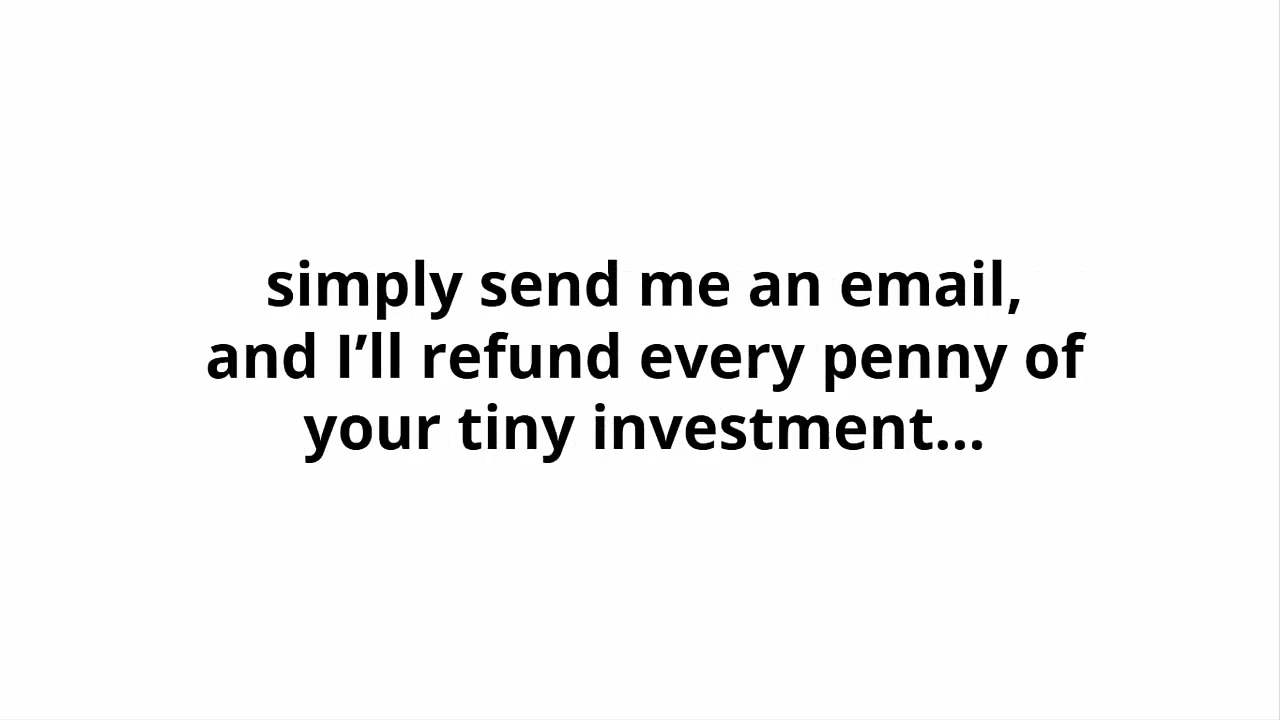 simply send me an email,
and I’ll refund every penny of
your tiny investment...